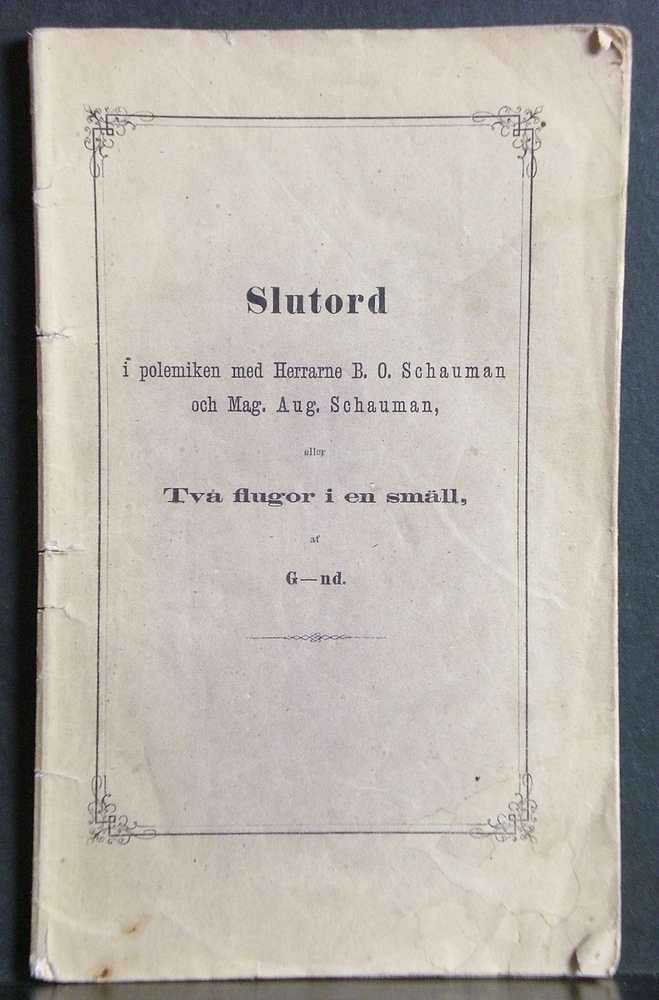 Slutord
i polemiken med Herrarne B. O. Schauman
och Mag. Aug. Schauman,
eller
Två flugor i en smäll,
af
G—nd.